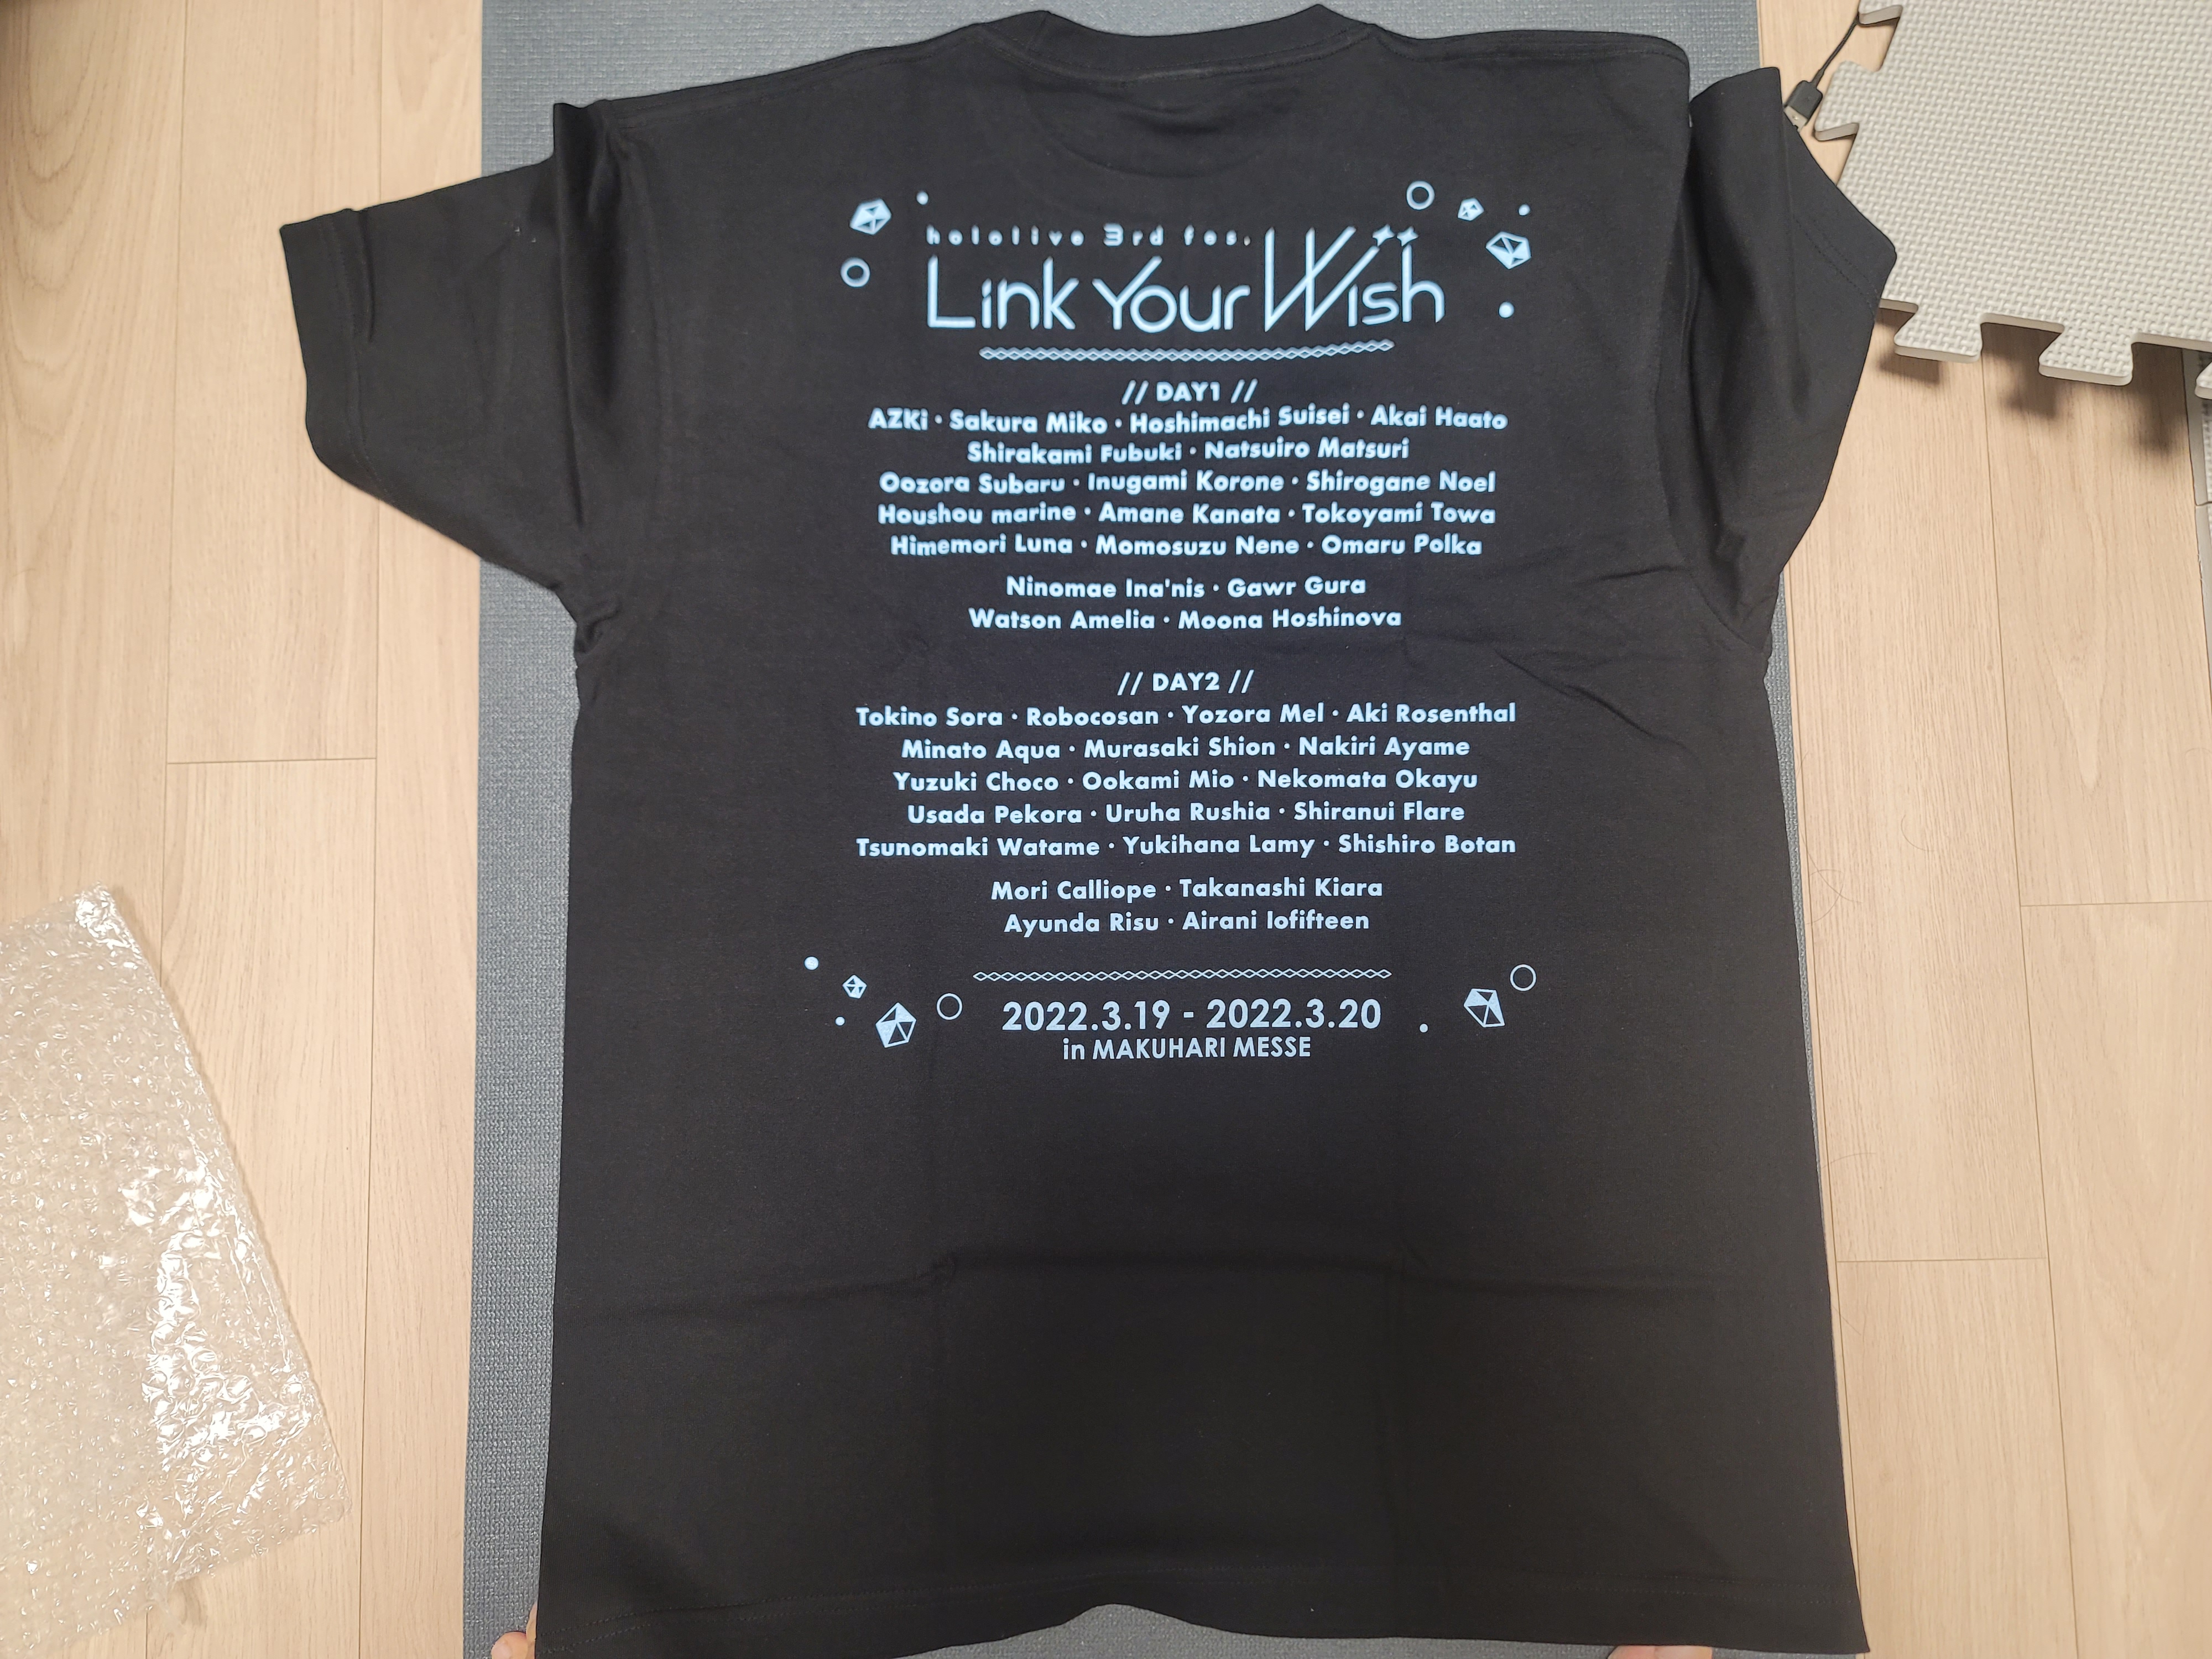 hololive 3rd fes.
Link Your Wish
// DAY1 //
AZKi・Sakura Miko・Hoshimachi Suisei・Akai Haato
Shirakami Fubuki・Natsuiro Matsuri
Oozora Subaru・Inugami Korone・Shirogane Noel
Houshou marine・Amane Kanata・Tokoyami Towa
Himemori Luna・Momosuzu Nene・Omaru Polka
Ninomae Ina'nis・Gawr Gura
Watson Amelia・Moona Hoshinova
// DAY2 //
Tokino Sora・Robocosan・Yozora Mel・Aki Rosenthal
Minato Aqua・Murasaki Shion・Nakiri Ayame
Yuzuki Choco・Ookami Mio・Nekomata Okayu
Usada Pekora・Uruha Rushia・Shiranui Flare
Tsunomaki Watame・Yukihana Lamy・Shishiro Botan
Mori Calliope・Takanashi Kiara
Ayunda Risu・Airani Iofifteen
2022.3.19 - 2022.3.20
in MAKUHARI MESSE